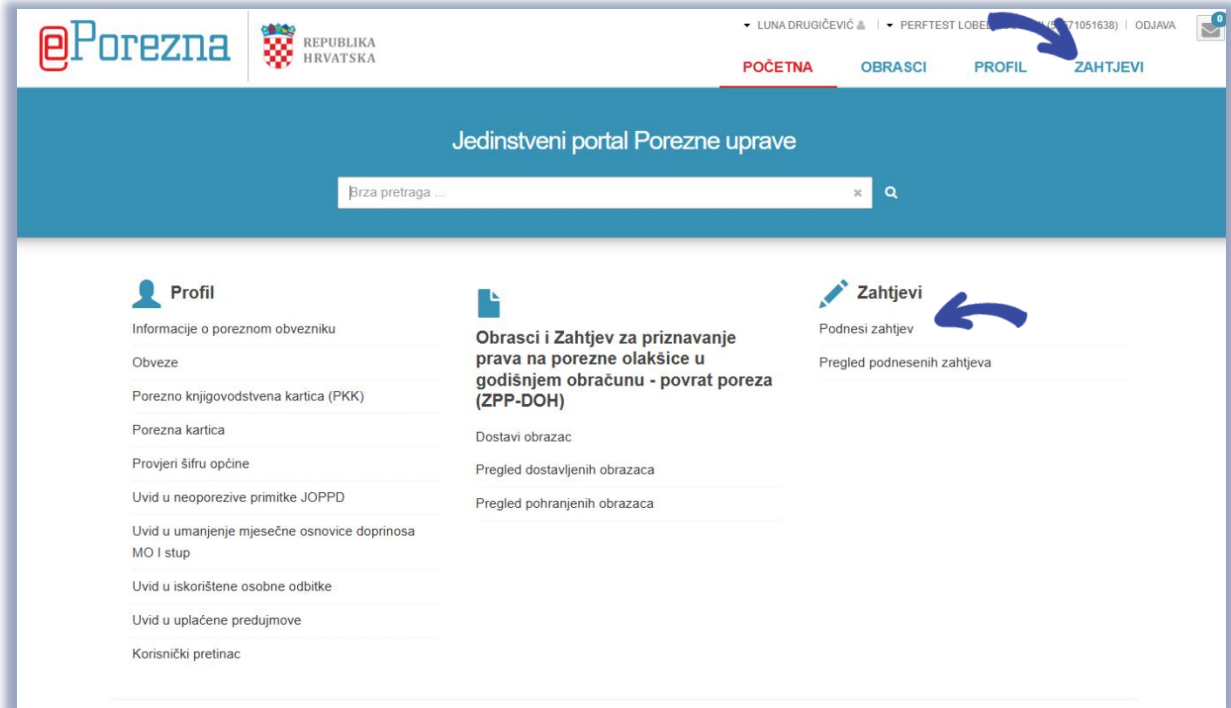 ePorezna
REPUBLIKA
HRVATSKA
LUNA DRUGIČEVIĆ
PERFTEST
71051638)
ODJAVA
0
POČETNA
OBRASCI
PROFIL
ZAHTJEVI
Jedinstveni portal Porezne uprave
Brza pretraga ...
Profil
Informacije o poreznom obvezniku
Obveze
Porezno knjigovodstvena kartica (PKK)
Porezna kartica
Provjeri šifru općine
Uvid u neoporezive primitke JOPPD
Uvid u umanjenje mjesečne osnovice doprinosa
MO I stup
Uvid u iskorištene osobne odbitke
Uvid u uplaćene predujmove
Korisnički pretinac
Obrasci i Zahtjev za priznavanje
prava na porezne olakšice u
godišnjem obračunu - povrat poreza
(ZPP-DOH)
Dostavi obrazac
Pregled dostavljenih obrazaca
Pregled pohranjenih obrazaca
Zahtjevi
Podnesi zahtjev
Pregled podnesenih zahtjeva